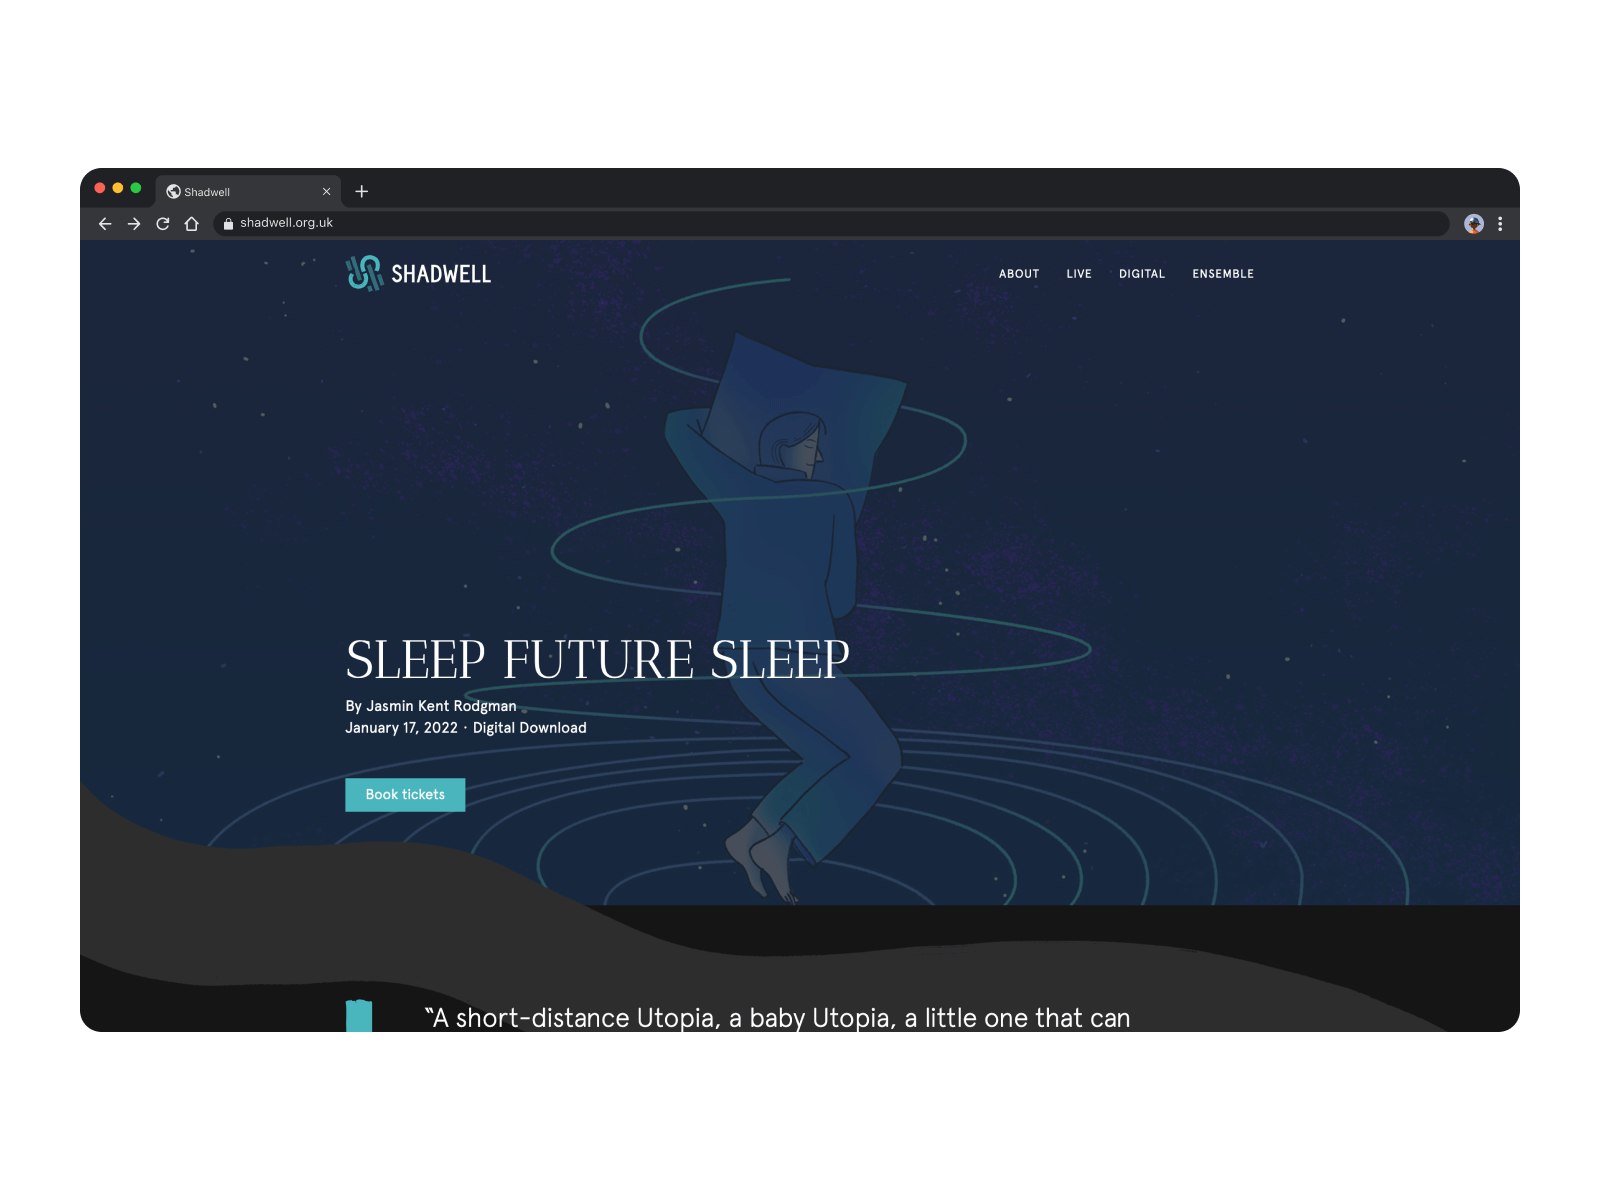 Shadwell
shadwell.org.uk
SHADWELL
ABOUT LIVE DIGITAL ENSEMBLE
SLEEP FUTURE SLEEP
By Jasmin Kent Rodgman
January 17, 2022 · Digital Download
Book tickets
“A short-distance Utopia, a baby Utopia, a little one that can